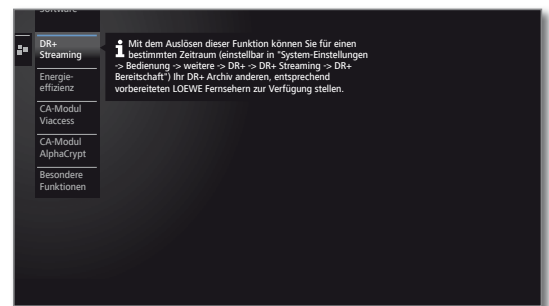 Software
DR+
Streaming
Mit dem Auslösen dieser Funktion können Sie für einen
bestimmten Zeitraum (einstellbar in "System-Einstellungen
-> Bedienung -> weitere -> DR+ -> DR+ Streaming -> DR+
Bereitschaft") Ihr DR+ Archiv anderen, entsprechend
vorbereiteten LOEWE Fernsehern zur Verfügung stellen.
Energie-
effizienz
CA-Modul
Viaccess
CA-Modul
AlphaCrypt
Besondere
Funktionen